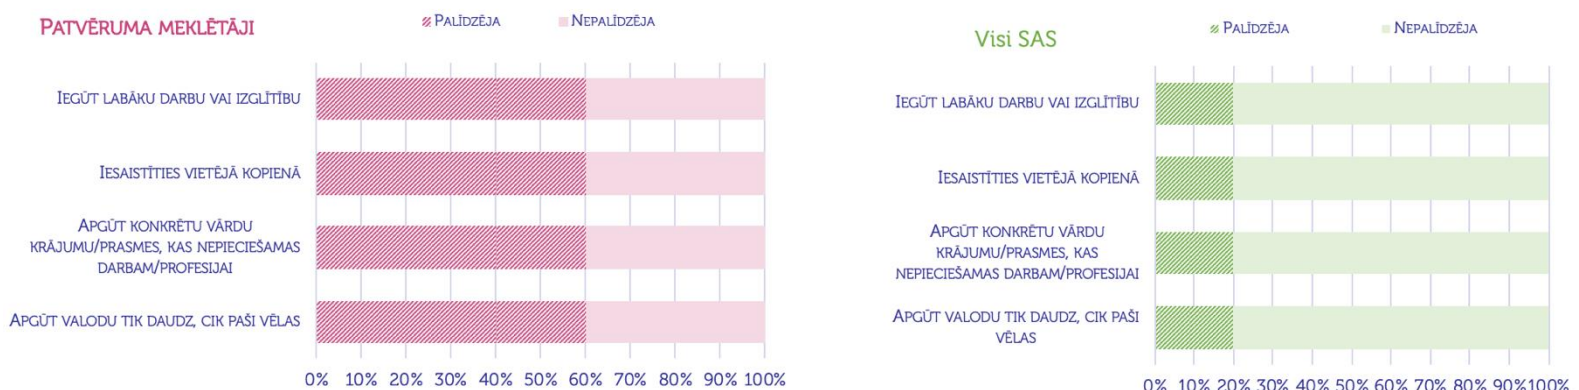 PATVĒRUMA MEKLĒTĀJI
PALĪDZĒJA NEPALĪDZĒJA
IEGŪT LABĀKU DARBU VAI IZGLĪTĪBU
IESAISTĪTIES VIETĒJĀ KOPIENĀ
APGŪT KONKRĒTU VĀRDU
KRĀJUMU/PRASMES, KAS NEPIECIEŠAMAS
DARBAM/PROFESIJAI
APGŪT VALODU TIK DAUDZ, CIK PAŠI VĒLAS
0% 10% 20% 30% 40% 50% 60% 70% 80% 90% 100%
Visi SAS
PALĪDZĒJA NEPALĪDZĒJA
IEGŪT LABĀKU DARBU VAI IZGLĪTĪBU
IESAISTĪTIES VIETĒJĀ KOPIENĀ
APGŪT KONKRĒTU VĀRDU
KRĀJUMU/PRASMES, KAS
NEPIECIEŠAMAS DARBAM/PROFESIJAI
APGŪT VALODU TIK DAUDZ, CIK PAŠI
VĒLAS
0% 10% 20% 30% 40% 50% 60% 70% 80% 90%100%